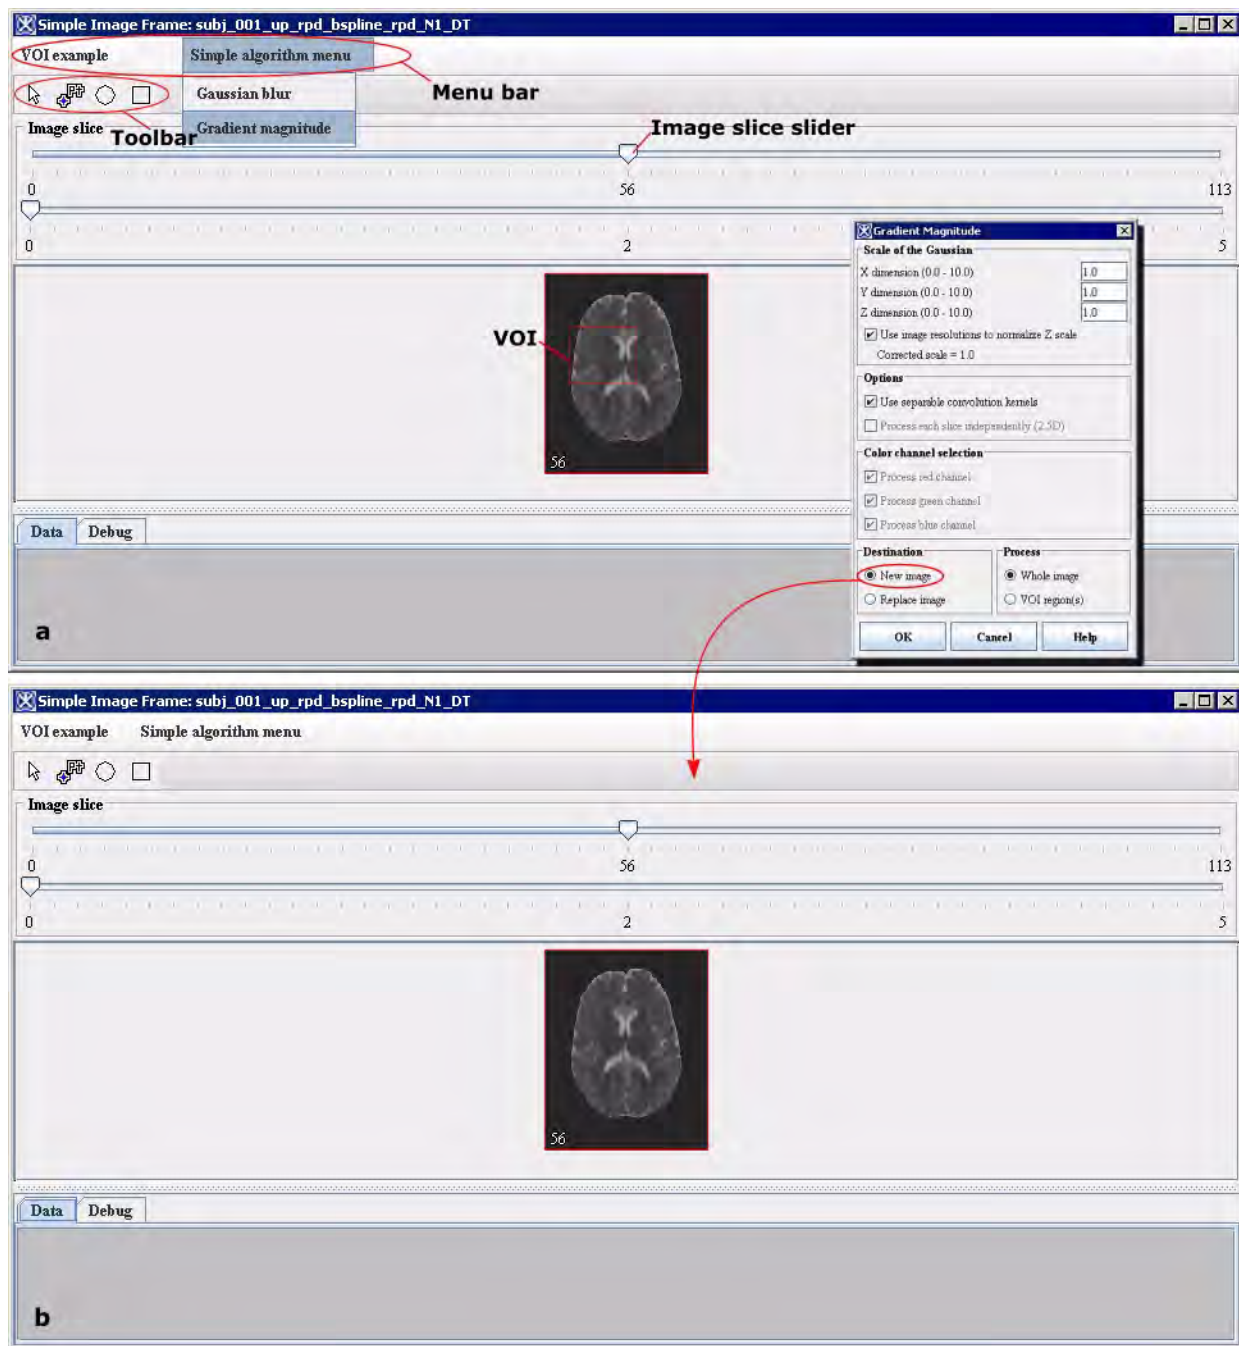 Simple Image Frame: subj_001_up_rpd_bspline_rpd_N1_DT
VOI example Simple algorithm menu
Menu bar
Gaussian blur
Gradient magnitude
Toolbar
Image slice
Image slice slider
0 56 113
0 2 5
VOI
56
Gradient Magnitude
Scale of the Gaussian
X dimension (0.0 - 10.0) 1.0
Y dimension (0.0 - 10.0) 1.0
Z dimension (0.0 - 10.0) 1.0
Use image resolutions to normalize Z scale
Corrected scale = 1.0
Options
Use separable convolution kernels
Process each slice independently (2.5D)
Color channel selection
Process red channel
Process green channel
Process blue channel
Destination Process
New image Whole image
Replace image VOI region(s)
OK Cancel Help
Data Debug
a
Simple Image Frame: subj_001_up_rpd_bspline_rpd_N1_DT
VOI example Simple algorithm menu
Image slice
0 56 113
0 2 5
56
Data Debug
b